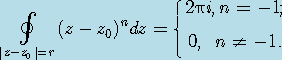 ∮_{|z−z₀|=r} (z − z₀)ⁿ dz = { 2πi, n = −1;
0, n ≠ −1.